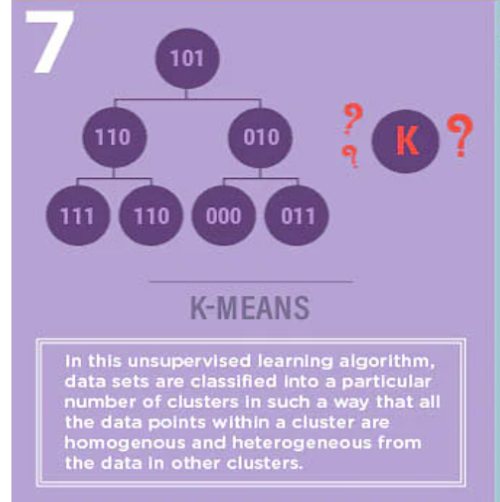 7
101
110
010
? ? K ?
111
110
000
011
K-MEANS
In this unsupervised learning algorithm,
data sets are classified into a particular
number of clusters in such a way that all
the data points within a cluster are
homogenous and heterogeneous from
the data in other clusters.